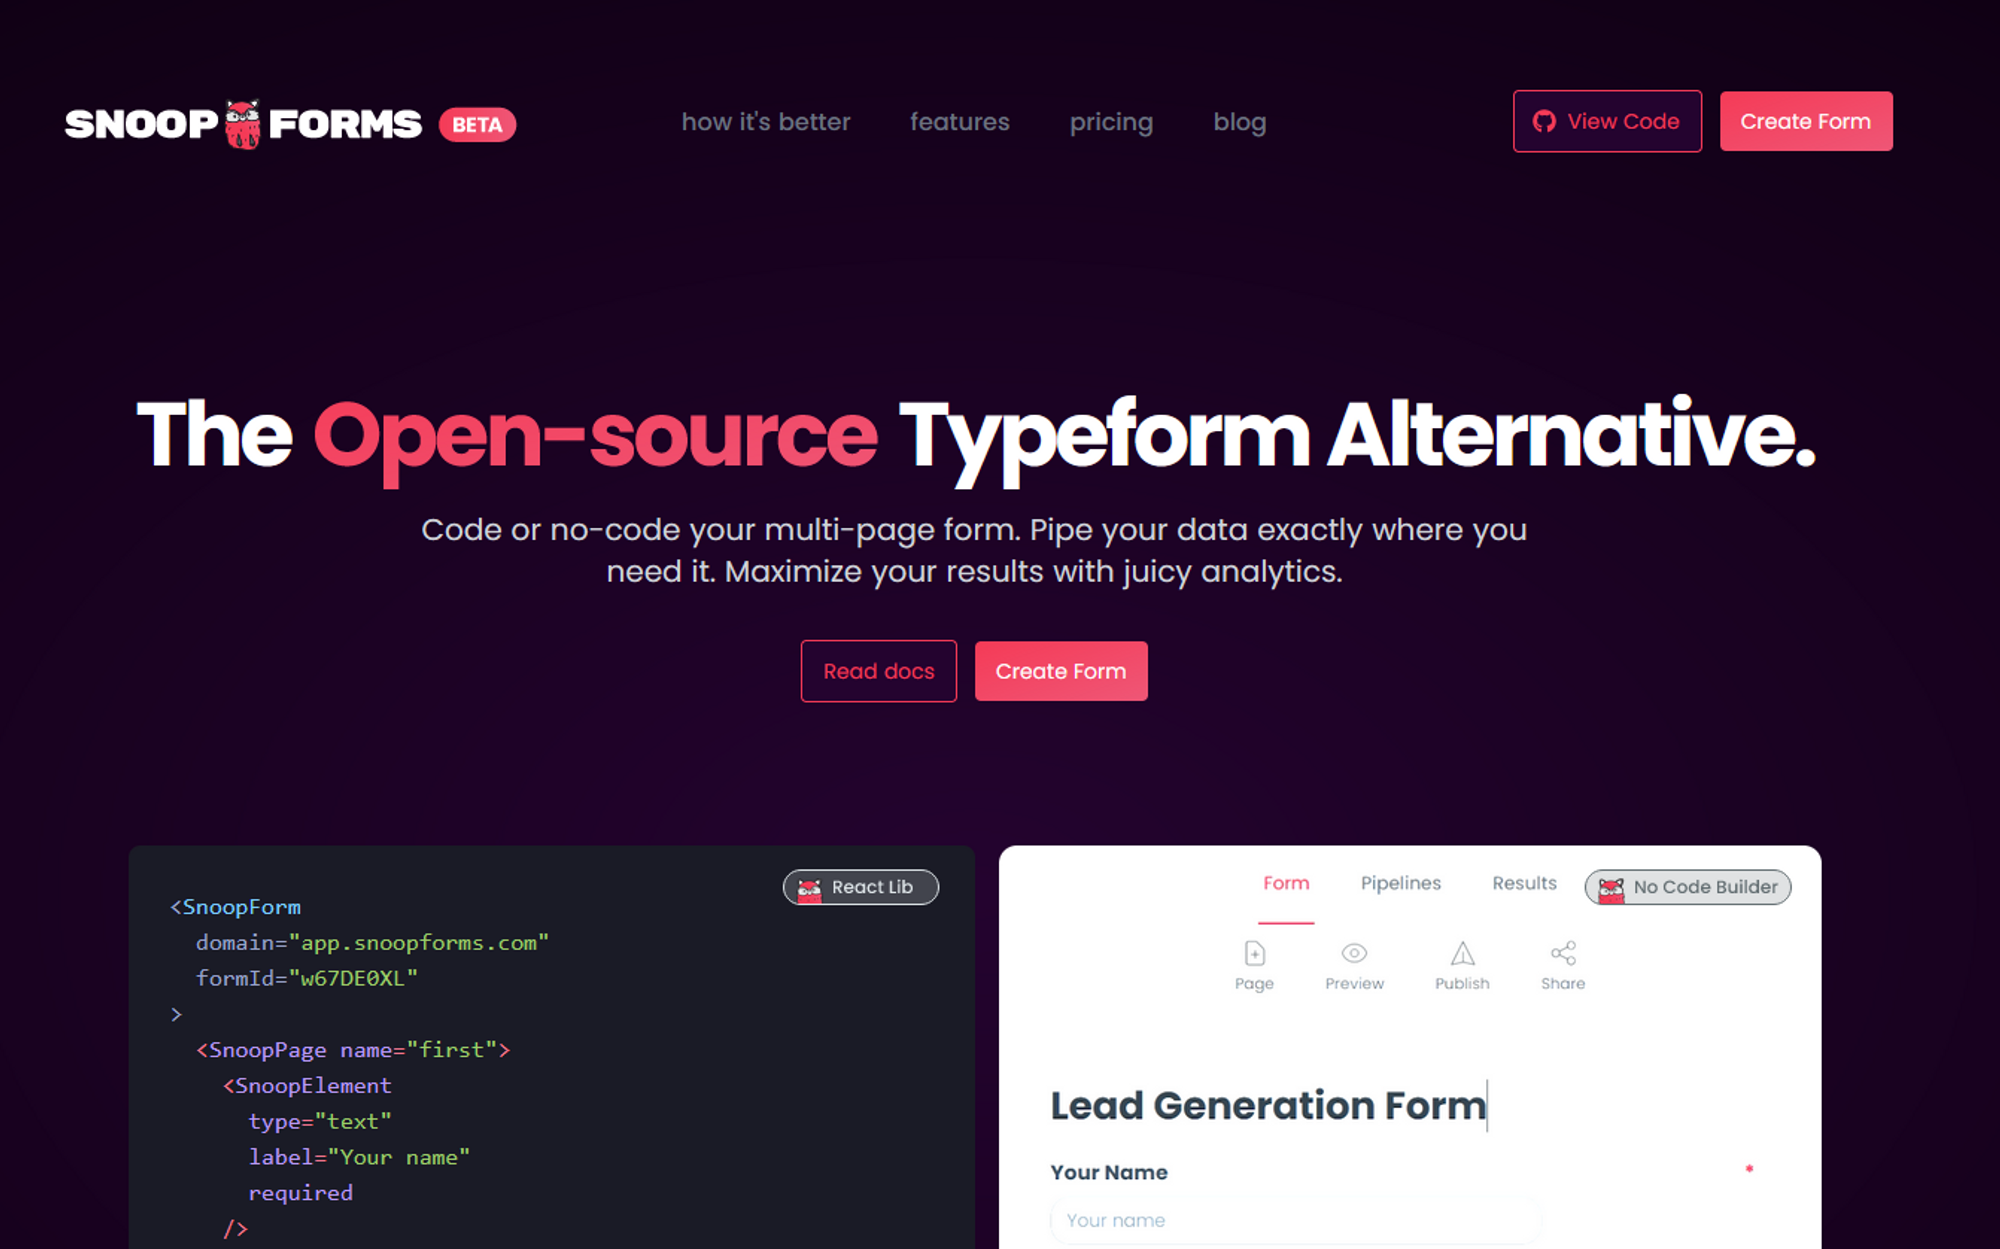 SNOOP FORMS BETA
how it's better features pricing blog
View Code Create Form
The Open-source Typeform Alternative.
Code or no-code your multi-page form. Pipe your data exactly where you
need it. Maximize your results with juicy analytics.
Read docs Create Form
React Lib
<SnoopForm
domain="app.snoopforms.com"
formId="w67DE0XL"
>
<SnoopPage name="first">
<SnoopElement
type="text"
label="Your name"
required
/>
Form Pipelines Results No Code Builder
Page Preview Publish Share
Lead Generation Form
Your Name *
Your name